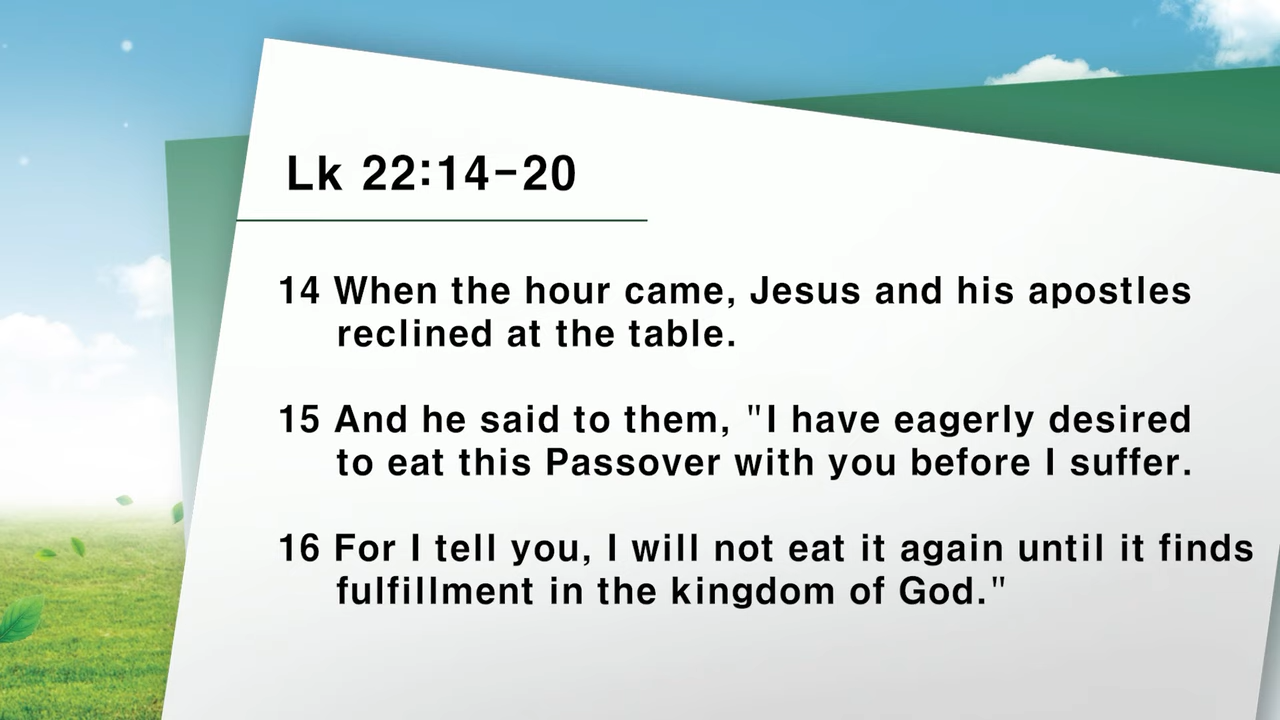 Lk 22:14-20
14 When the hour came, Jesus and his apostles
reclined at the table.
15 And he said to them, "I have eagerly desired
to eat this Passover with you before I suffer.
16 For I tell you, I will not eat it again until it finds
fulfillment in the kingdom of God."